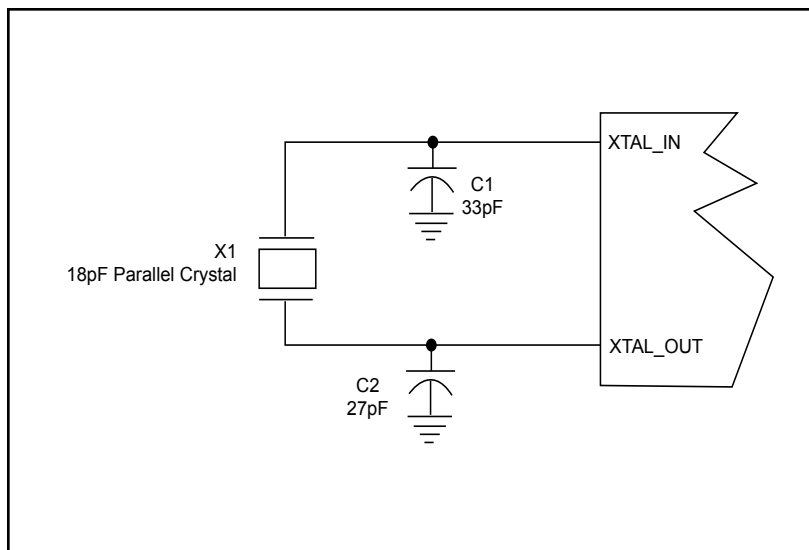 XTAL_IN
C1
33pF
X1
18pF Parallel Crystal
XTAL_OUT
C2
27pF